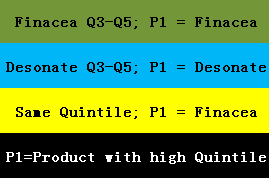 Finacea Q3-Q5; P1 = Finacea
Desonate Q3-Q5; P1 = Desonate
Same Quintile; P1 = Finacea
P1=Product with high Quintile